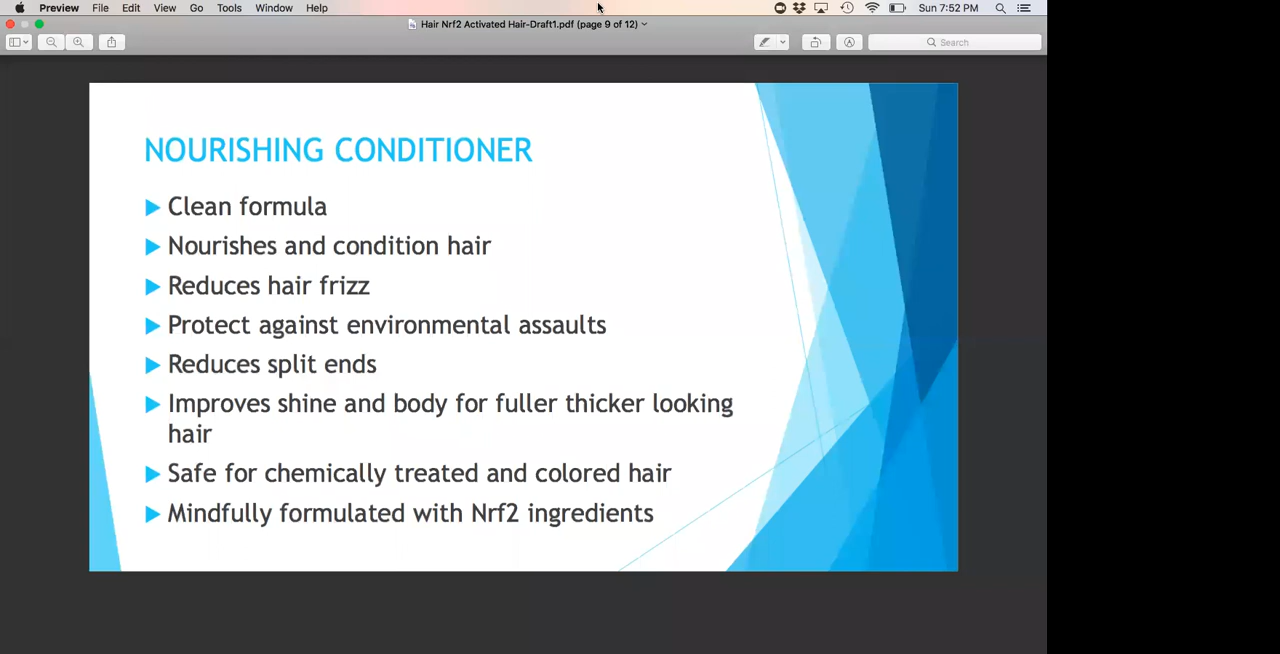 Preview File Edit View Go Tools Window Help Sun 7:52 PM
Hair Nrf2 Activated Hair-Draft1.pdf (page 9 of 12)
Search
NOURISHING CONDITIONER
Clean formula
Nourishes and condition hair
Reduces hair frizz
Protect against environmental assaults
Reduces split ends
Improves shine and body for fuller thicker looking
hair
Safe for chemically treated and colored hair
Mindfully formulated with Nrf2 ingredients